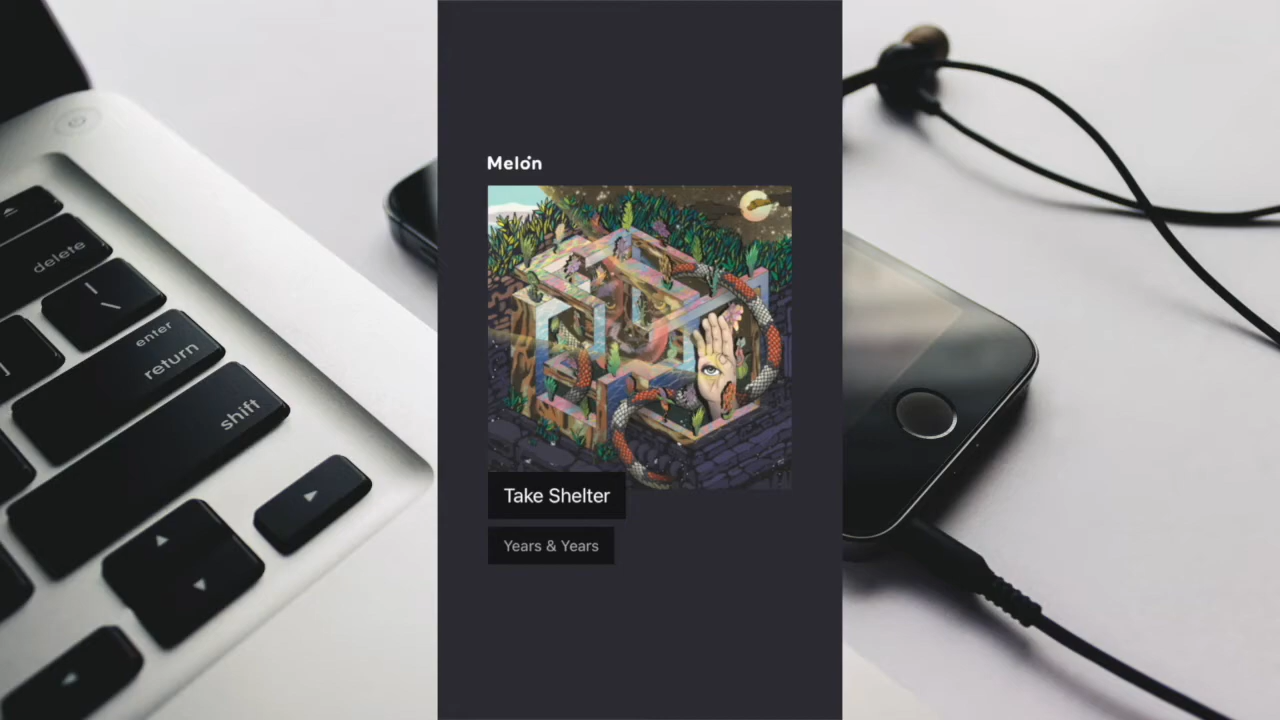 delete
enter
return
shift
Melon
Take Shelter
Years & Years